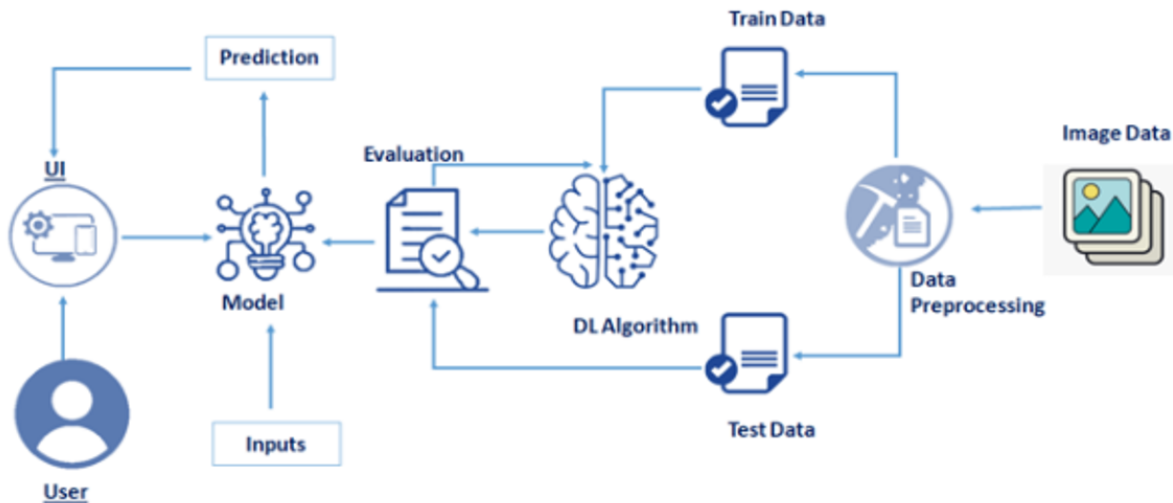 Train Data
Prediction
Image Data
Evaluation
UI
Data
Preprocessing
Model
DL Algorithm
Inputs
Test Data
User